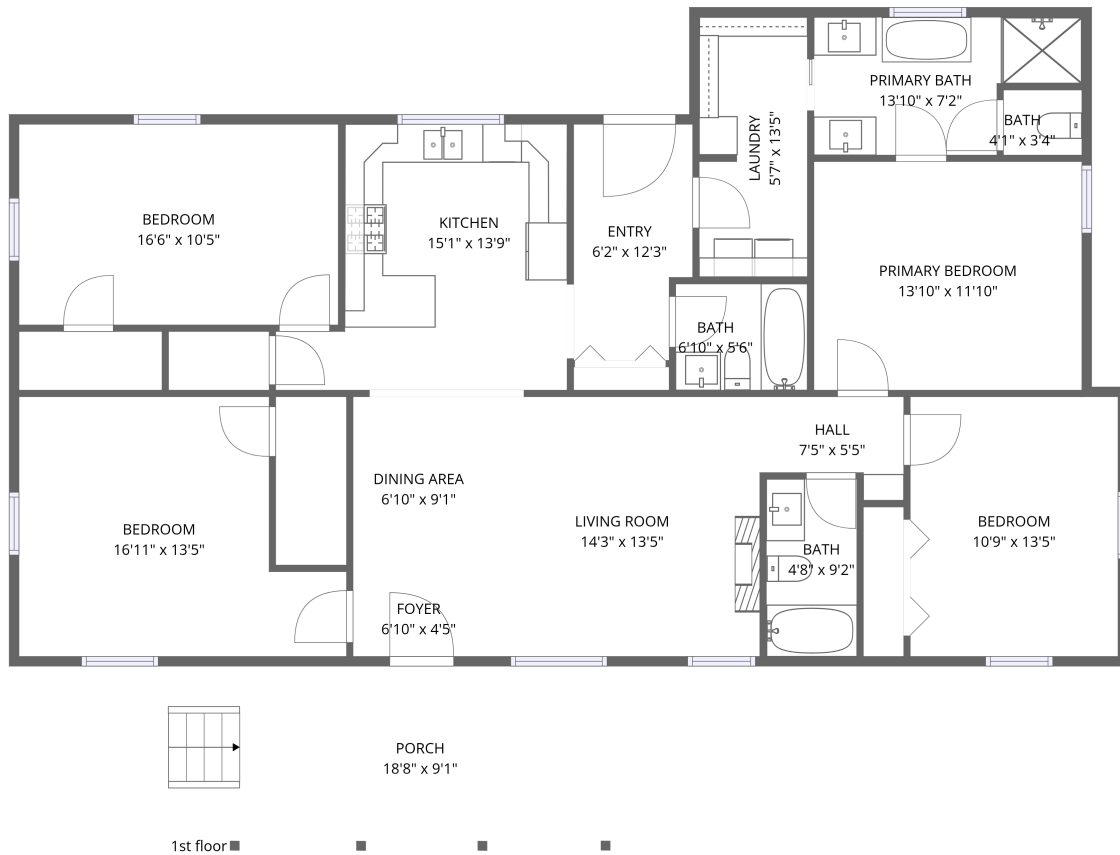 PRIMARY BATH
13'10" x 7'2"
BATH
4'1" x 3'4"
LAUNDRY
5'7" x 13'5"
BEDROOM
16'6" x 10'5"
KITCHEN
15'1" x 13'9"
ENTRY
6'2" x 12'3"
PRIMARY BEDROOM
13'10" x 11'10"
BATH
6'10" x 5'6"
HALL
7'5" x 5'5"
DINING AREA
6'10" x 9'1"
LIVING ROOM
14'3" x 13'5"
BEDROOM
16'11" x 13'5"
BEDROOM
10'9" x 13'5"
BATH
4'8" x 9'2"
FOYER
6'10" x 4'5"
PORCH
18'8" x 9'1"
1st floor